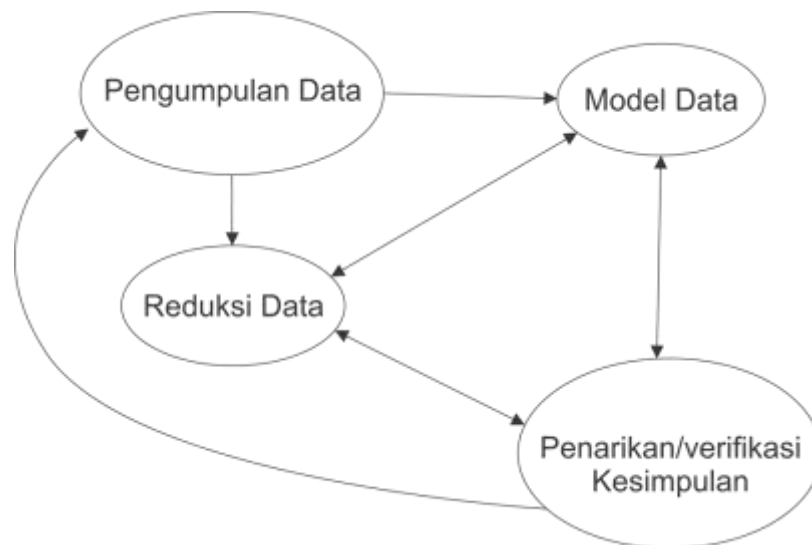 Pengumpulan Data
Model Data
Reduksi Data
Penarikan/verifikasi
Kesimpulan